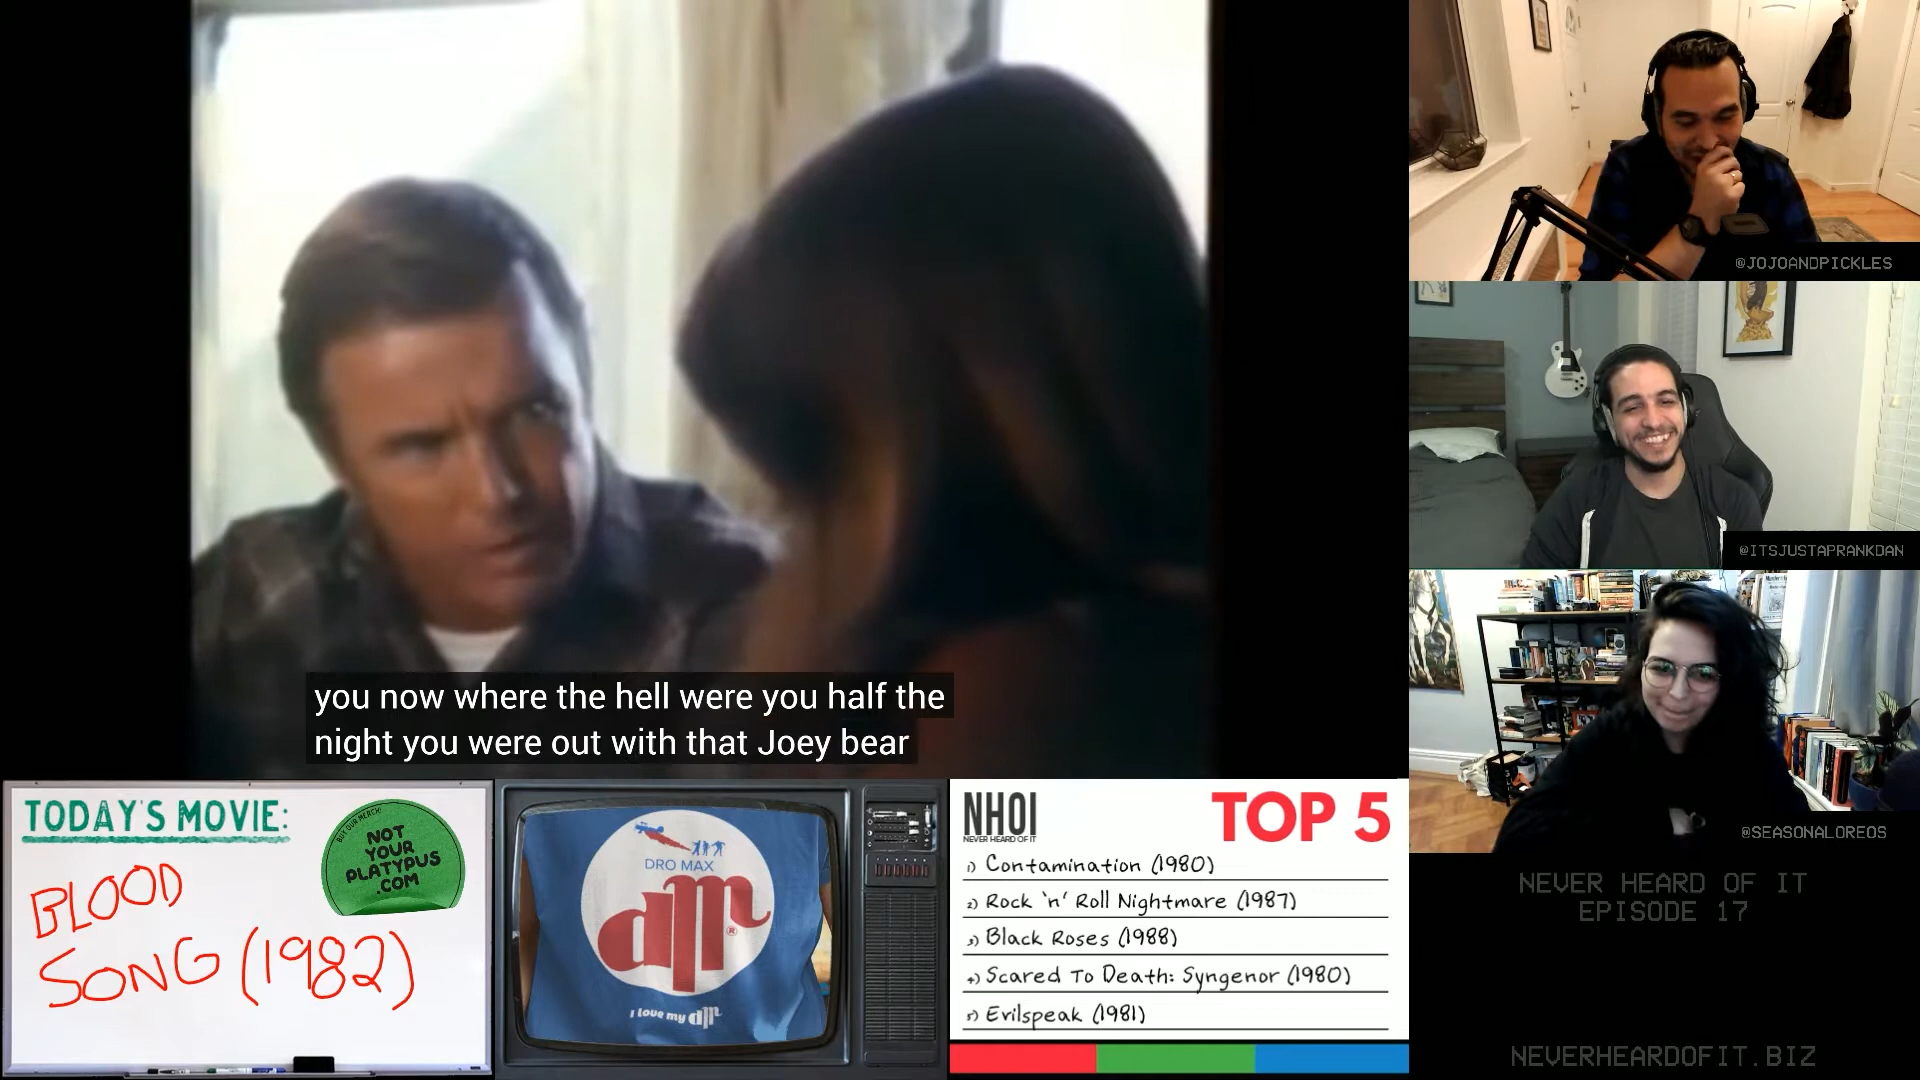 @JOJOANDPICKLES
@ITSJUSTAPRANKDAN
you now where the hell were you half the
night you were out with that Joey bear
@SEASONALOREOS
TODAY'S MOVIE:
BUY OUR MERCH!
NOT
YOUR
PLATYPUS
.COM
BLOOD
SONG (1982)
DRO MAX
dm
®
I love my dm
NHOI
NEVER HEARD OF IT
TOP 5
1) Contamination (1980)
2) Rock 'n' Roll Nightmare (1987)
3) Black Roses (1988)
4) Scared To Death: Syngenor (1980)
5) Evilspeak (1981)
NEVER HEARD OF IT
EPISODE 17
NEVERHEARDOFIT.BIZ